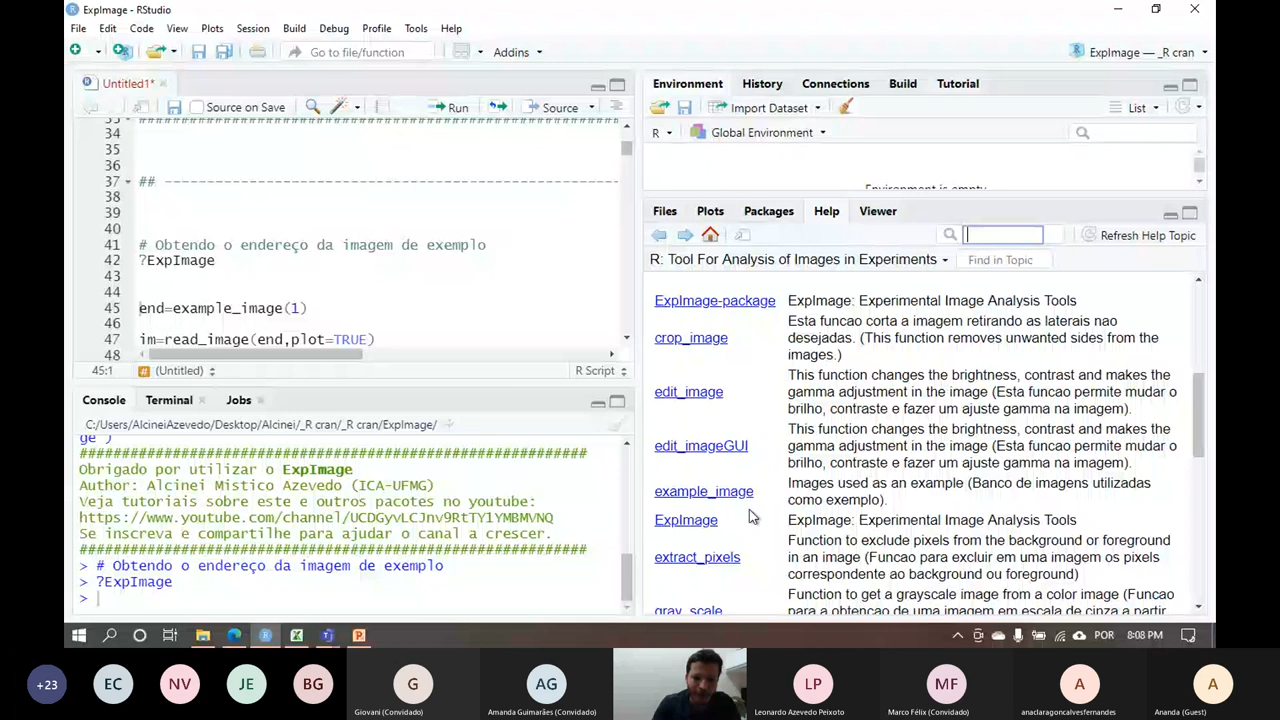 ExpImage - RStudio
File Edit Code View Plots Session Build Debug Profile Tools Help
Go to file/function Addins ExpImage — _R cran
Untitled1*
Source on Save Run Source
33 ##########################################################
34
35
36
37 ## ---------------------------------------------------------
38
39
40
41 # Obtendo o endereço da imagem de exemplo
42 ?ExpImage
43
44
45 end=example_image(1)
46
47 im=read_image(end,plot=TRUE)
48
45:1 # (Untitled) R Script
Console Terminal Jobs
C:/Users/AlcineiAzevedo/Desktop/Alcinei/_R cran/_R cran/ExpImage/
ge")
##########################################################
Obrigado por utilizar o ExpImage
Author: Alcinei Mistico Azevedo (ICA-UFMG)
Veja tutoriais sobre este e outros pacotes no youtube:
https://www.youtube.com/channel/UCDGyvLCJnv9RtTY1YMBMVNQ
Se inscreva e compartilhe para ajudar o canal a crescer.
##########################################################
> # Obtendo o endereço da imagem de exemplo
> ?ExpImage
>
Environment History Connections Build Tutorial
Import Dataset List
R Global Environment
Environment is empty
Files Plots Packages Help Viewer
Refresh Help Topic
R: Tool For Analysis of Images in Experiments Find in Topic
ExpImage-package ExpImage: Experimental Image Analysis Tools
Esta funcao corta a imagem retirando as laterais nao
crop_image desejadas. (This function removes unwanted sides from the
images.)
This function changes the brightness, contrast and makes the
edit_image gamma adjustment in the image (Esta funcao permite mudar o
brilho, contraste e fazer um ajuste gamma na imagem).
This function changes the brightness, contrast and makes the
edit_imageGUI gamma adjustment in the image (Esta funcao permite mudar o
brilho, contraste e fazer um ajuste gamma na imagem).
example_image Images used as an example (Banco de imagens utilizadas
como exemplo).
ExpImage ExpImage: Experimental Image Analysis Tools
Function to exclude pixels from the background or foreground
extract_pixels in an image (Funcao para excluir em uma imagem os pixels
correspondente ao background ou foreground)
Function to get a grayscale image from a color image (Funcao
gray_scale para a obtencao de uma imagem em escala de cinza a partir
POR 8:08 PM
+23 EC NV JE BG G AG LP MF A A
Giovani (Convidado) Amanda Guimarães (Convidado) Leonardo Azevedo Peixoto Marco Félix (Convidado) anaclaragoncalvesfernandes Ananda (Guest)